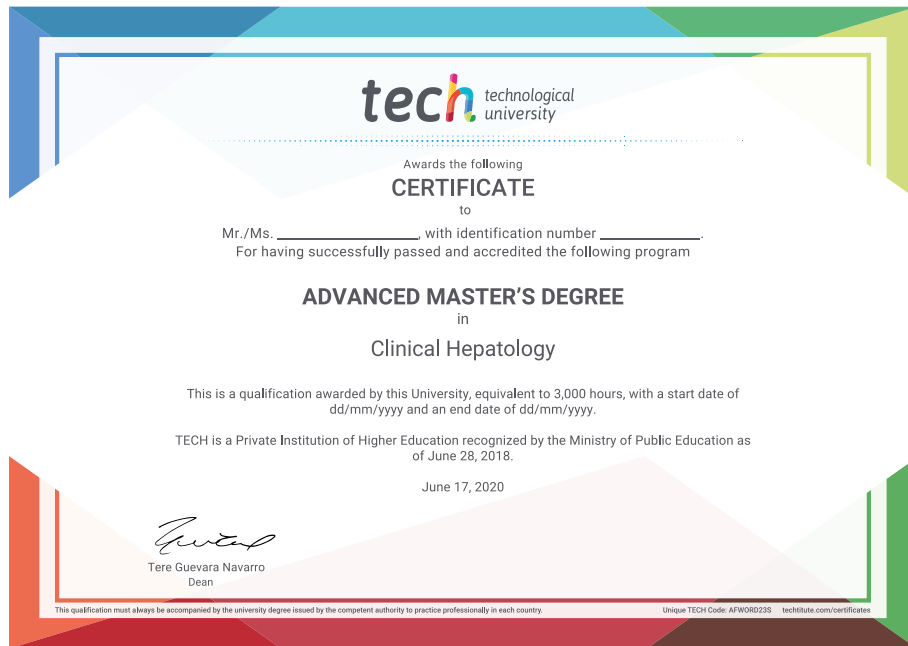 tech technological
university
Awards the following
CERTIFICATE
to
Mr./Ms. ____________________, with identification number ______________.
For having successfully passed and accredited the following program
ADVANCED MASTER'S DEGREE
in
Clinical Hepatology
This is a qualification awarded by this University, equivalent to 3,000 hours, with a start date of
dd/mm/yyyy and an end date of dd/mm/yyyy.
TECH is a Private Institution of Higher Education recognized by the Ministry of Public Education as
of June 28, 2018.
June 17, 2020
Tere Guevara Navarro
Dean
This qualification must always be accompanied by the university degree issued by the competent authority to practice professionally in each country. Unique TECH Code: AFWORD23S techtitute.com/certificates